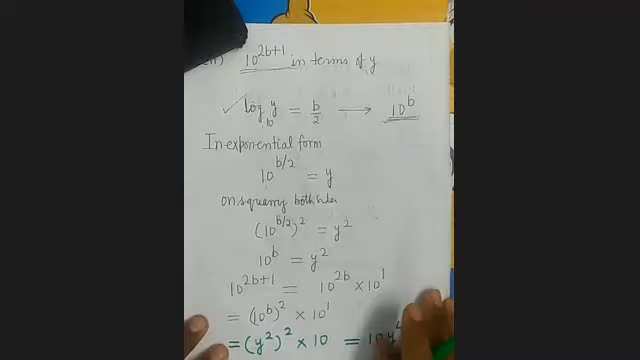 10^{2b+1} in terms of y
✓ log_{10} y = b/2 → 10^b
In exponential form
10^{b/2} = y
on squaring both sides
(10^{b/2})^2 = y^2
10^b = y^2
10^{2b+1} = 10^{2b} × 10^1
= (10^b)^2 × 10^1
= (y^2)^2 × 10 = 10y^4